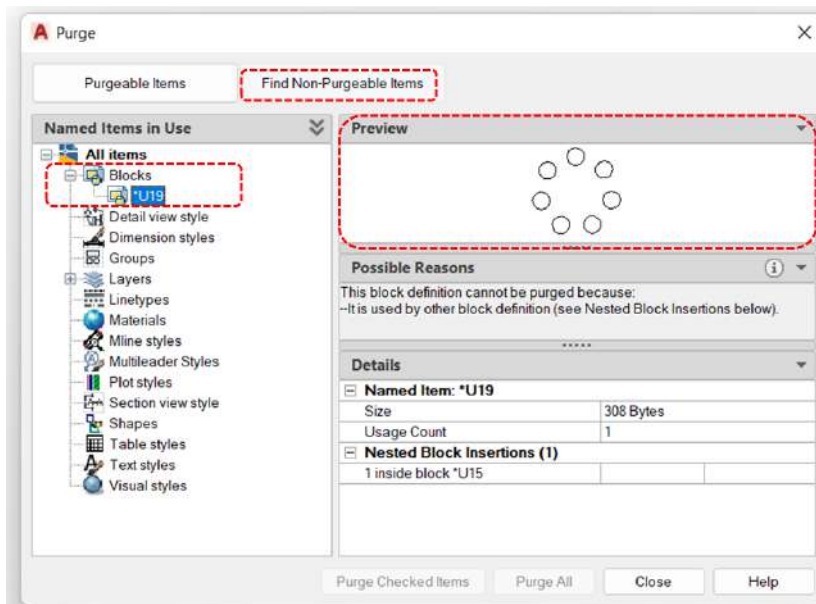 Purge
Purgeable Items
Find Non-Purgeable Items
Named Items in Use
All items
Blocks
*U19
Detail view style
Dimension styles
Groups
Layers
Linetypes
Materials
Mline styles
Multileader Styles
Plot styles
Section view style
Shapes
Table styles
Text styles
Visual styles
Preview
Possible Reasons
This block definition cannot be purged because:
--It is used by other block definition (see Nested Block Insertions below).
Details
Named Item: *U19
Size 308 Bytes
Usage Count 1
Nested Block Insertions (1)
1 inside block *U15
Purge Checked Items
Purge All
Close
Help